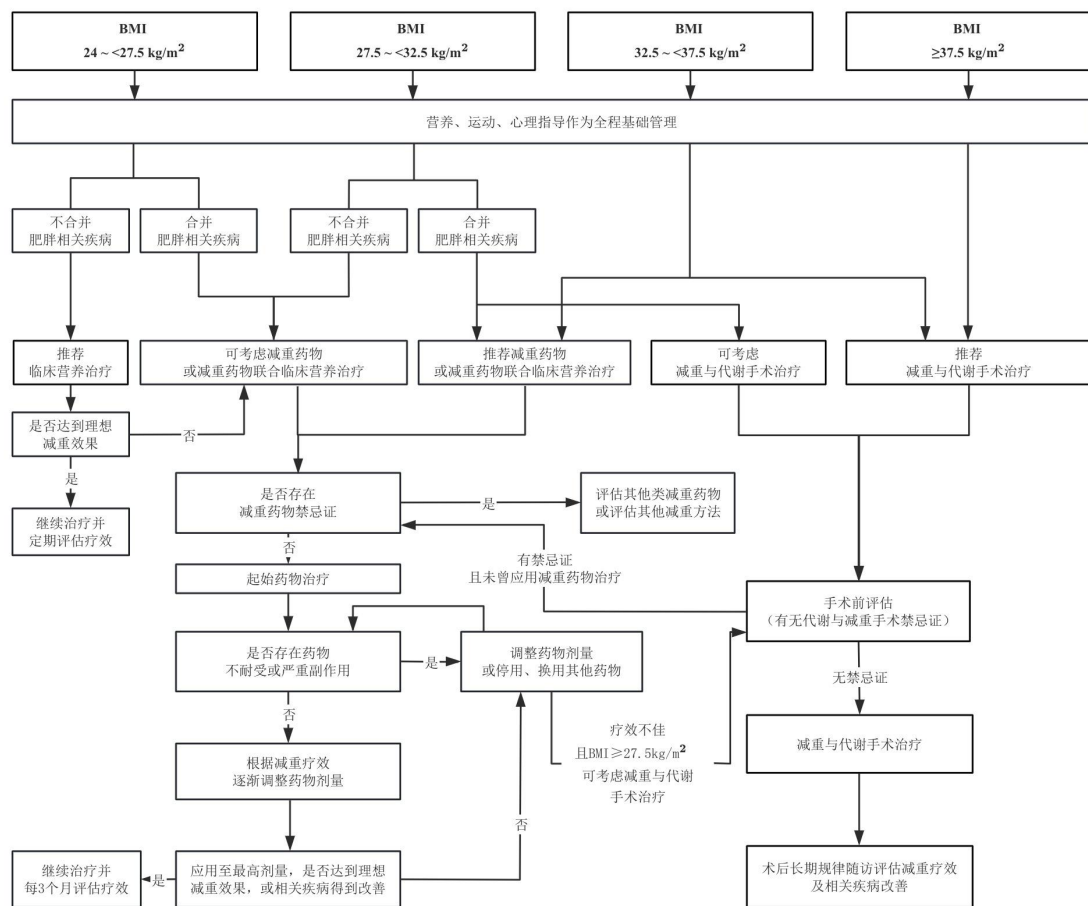 BMI
24 ~ <27.5 kg/m²
BMI
27.5 ~ <32.5 kg/m²
BMI
32.5 ~ <37.5 kg/m²
BMI
≥37.5 kg/m²
营养、运动、心理指导作为全程基础管理
不合并
肥胖相关疾病
合并
肥胖相关疾病
不合并
肥胖相关疾病
合并
肥胖相关疾病
推荐
临床营养治疗
可考虑减重药物
或减重药物联合临床营养治疗
推荐减重药物
或减重药物联合临床营养治疗
可考虑
减重与代谢手术治疗
推荐
减重与代谢手术治疗
是否达到理想
减重效果
否
是
继续治疗并
定期评估疗效
是否存在
减重药物禁忌证
是
评估其他类减重药物
或评估其他减重方法
否
有禁忌证
且未曾应用减重药物治疗
起始药物治疗
手术前评估
（有无代谢与减重手术禁忌证）
是否存在药物
不耐受或严重副作用
是
调整药物剂量
或停用、换用其他药物
无禁忌证
否
疗效不佳
且BMI≥27.5kg/m²
可考虑减重与代谢
手术治疗
减重与代谢手术治疗
根据减重疗效
逐渐调整药物剂量
否
继续治疗并
每3个月评估疗效
是
应用至最高剂量，是否达到理想
减重效果，或相关疾病得到改善
术后长期规律随访评估减重疗效
及相关疾病改善